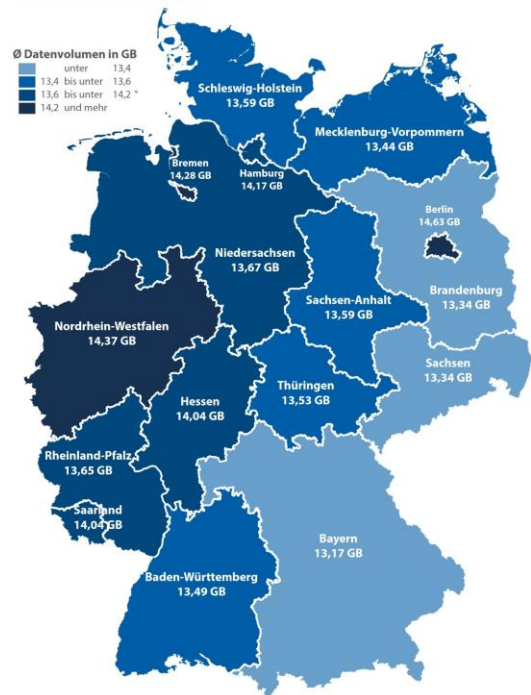 Ø Datenvolumen in GB
unter 13,4
13,4 bis unter 13,6
13,6 bis unter 14,2 *
14,2 und mehr
Schleswig-Holstein
13,59 GB
Mecklenburg-Vorpommern
13,44 GB
Bremen
14,28 GB
Hamburg
14,17 GB
Berlin
14,63 GB
Niedersachsen
13,67 GB
Brandenburg
13,34 GB
Sachsen-Anhalt
13,59 GB
Nordrhein-Westfalen
14,37 GB
Sachsen
13,34 GB
Thüringen
13,53 GB
Hessen
14,04 GB
Rheinland-Pfalz
13,65 GB
Saarland
14,04 GB
Bayern
13,17 GB
Baden-Württemberg
13,49 GB